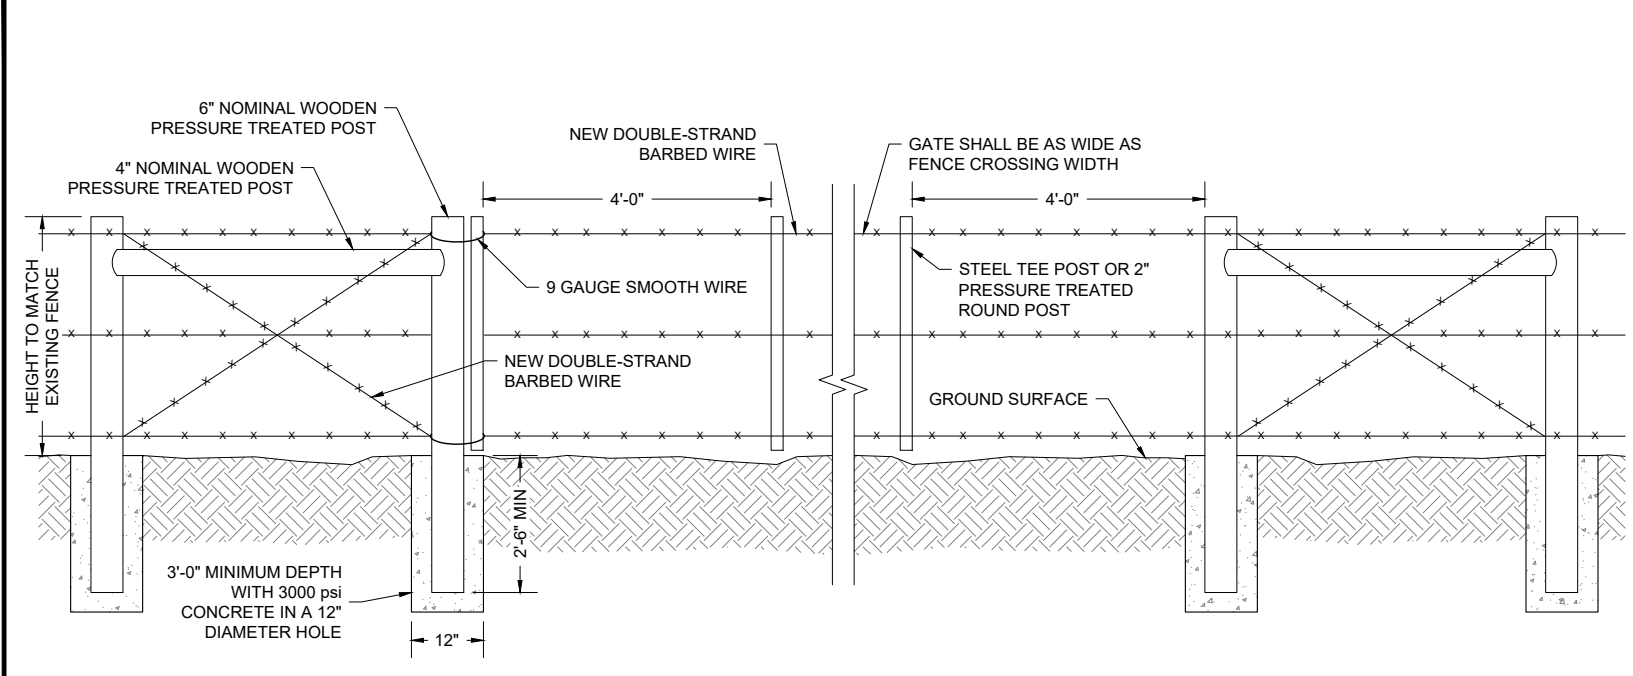 6" NOMINAL WOODEN
PRESSURE TREATED POST
4" NOMINAL WOODEN
PRESSURE TREATED POST
NEW DOUBLE-STRAND
BARBED WIRE
GATE SHALL BE AS WIDE AS
FENCE CROSSING WIDTH
4'-0"
4'-0"
HEIGHT TO MATCH
EXISTING FENCE
9 GAUGE SMOOTH WIRE
STEEL TEE POST OR 2"
PRESSURE TREATED
ROUND POST
NEW DOUBLE-STRAND
BARBED WIRE
GROUND SURFACE
2'-6" MIN
3'-0" MINIMUM DEPTH
WITH 3000 psi
CONCRETE IN A 12"
DIAMETER HOLE
12"